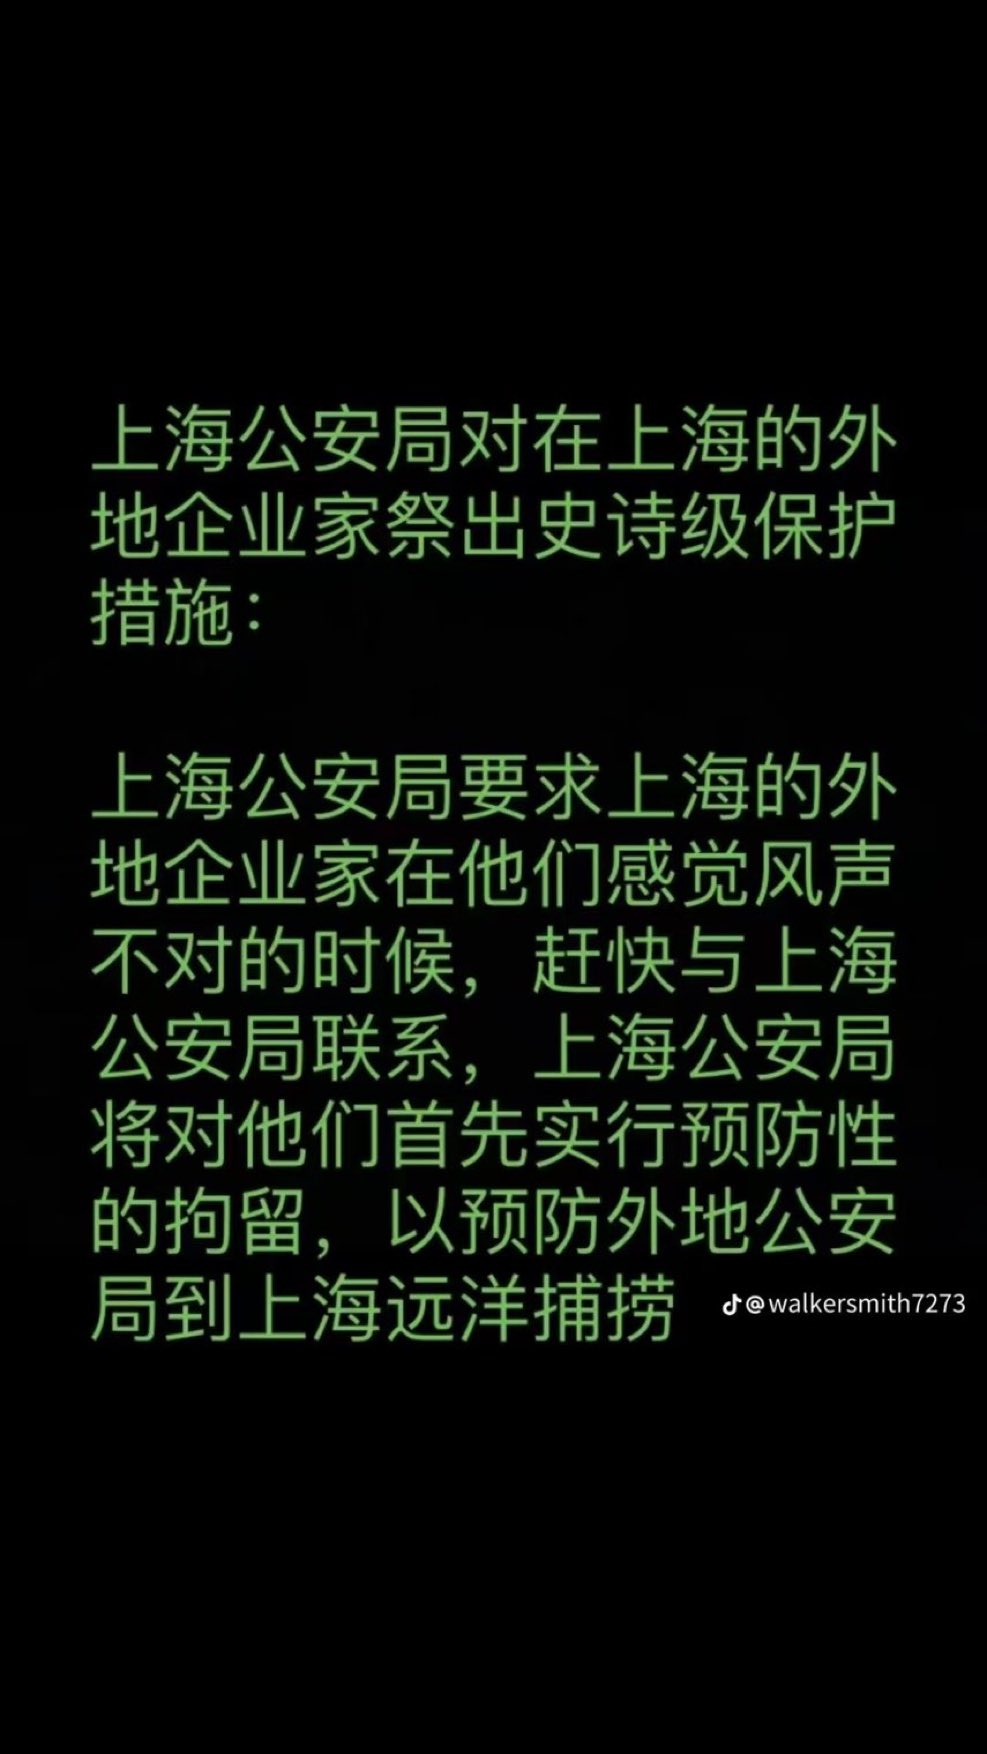 上海公安局对在上海的外
地企业家祭出史诗级保护
措施：
上海公安局要求上海的外
地企业家在他们感觉风声
不对的时候，赶快与上海
公安局联系，上海公安局
将对他们首先实行预防性
的拘留，以预防外地公安
局到上海远洋捕捞
@walkersmith7273